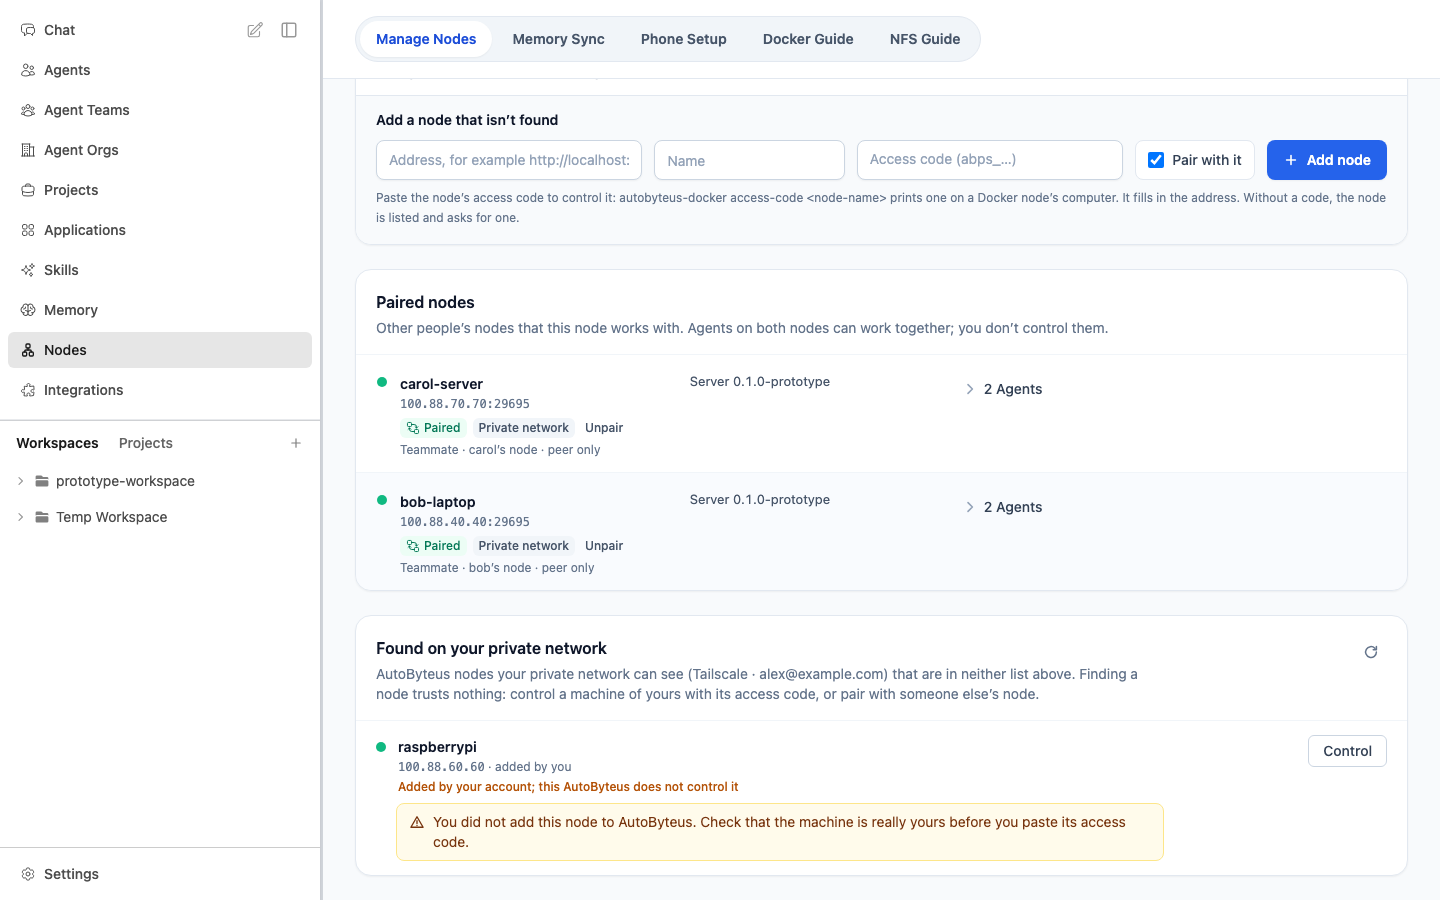 Chat
Agents
Agent Teams
Agent Orgs
Projects
Applications
Skills
Memory
Nodes
Integrations
Workspaces
Projects
prototype-workspace
Temp Workspace
Settings
Manage Nodes
Memory Sync
Phone Setup
Docker Guide
NFS Guide
Add a node that isn’t found
Address, for example http://localhost:
Name
Access code (abps_...)
Pair with it
Add node
Paste the node’s access code to control it: autobyteus-docker access-code <node-name> prints one on a Docker node’s computer. It fills in the address. Without a code, the node
is listed and asks for one.
Paired nodes
Other people’s nodes that this node works with. Agents on both nodes can work together; you don’t control them.
carol-server
Server 0.1.0-prototype
2 Agents
100.88.70.70:29695
Paired
Private network
Unpair
Teammate · carol’s node · peer only
bob-laptop
Server 0.1.0-prototype
2 Agents
100.88.40.40:29695
Paired
Private network
Unpair
Teammate · bob’s node · peer only
Found on your private network
AutoByteus nodes your private network can see (Tailscale · alex@example.com) that are in neither list above. Finding a
node trusts nothing: control a machine of yours with its access code, or pair with someone else’s node.
raspberrypi
100.88.60.60 · added by you
Added by your account; this AutoByteus does not control it
Control
You did not add this node to AutoByteus. Check that the machine is really yours before you paste its access
code.